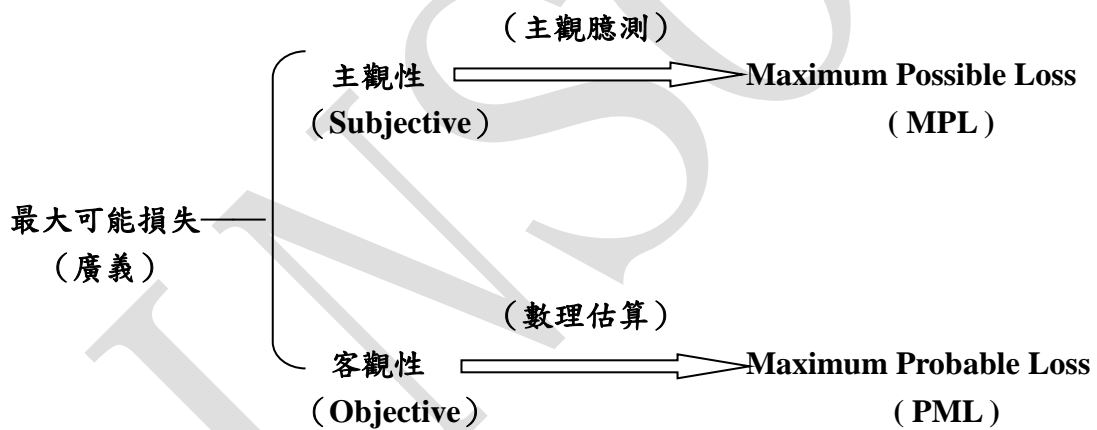 （主觀臆測）
主觀性 Maximum Possible Loss
（Subjective） ( MPL )
最大可能損失
（廣義）
（數理估算）
客觀性 Maximum Probable Loss
（Objective） ( PML )